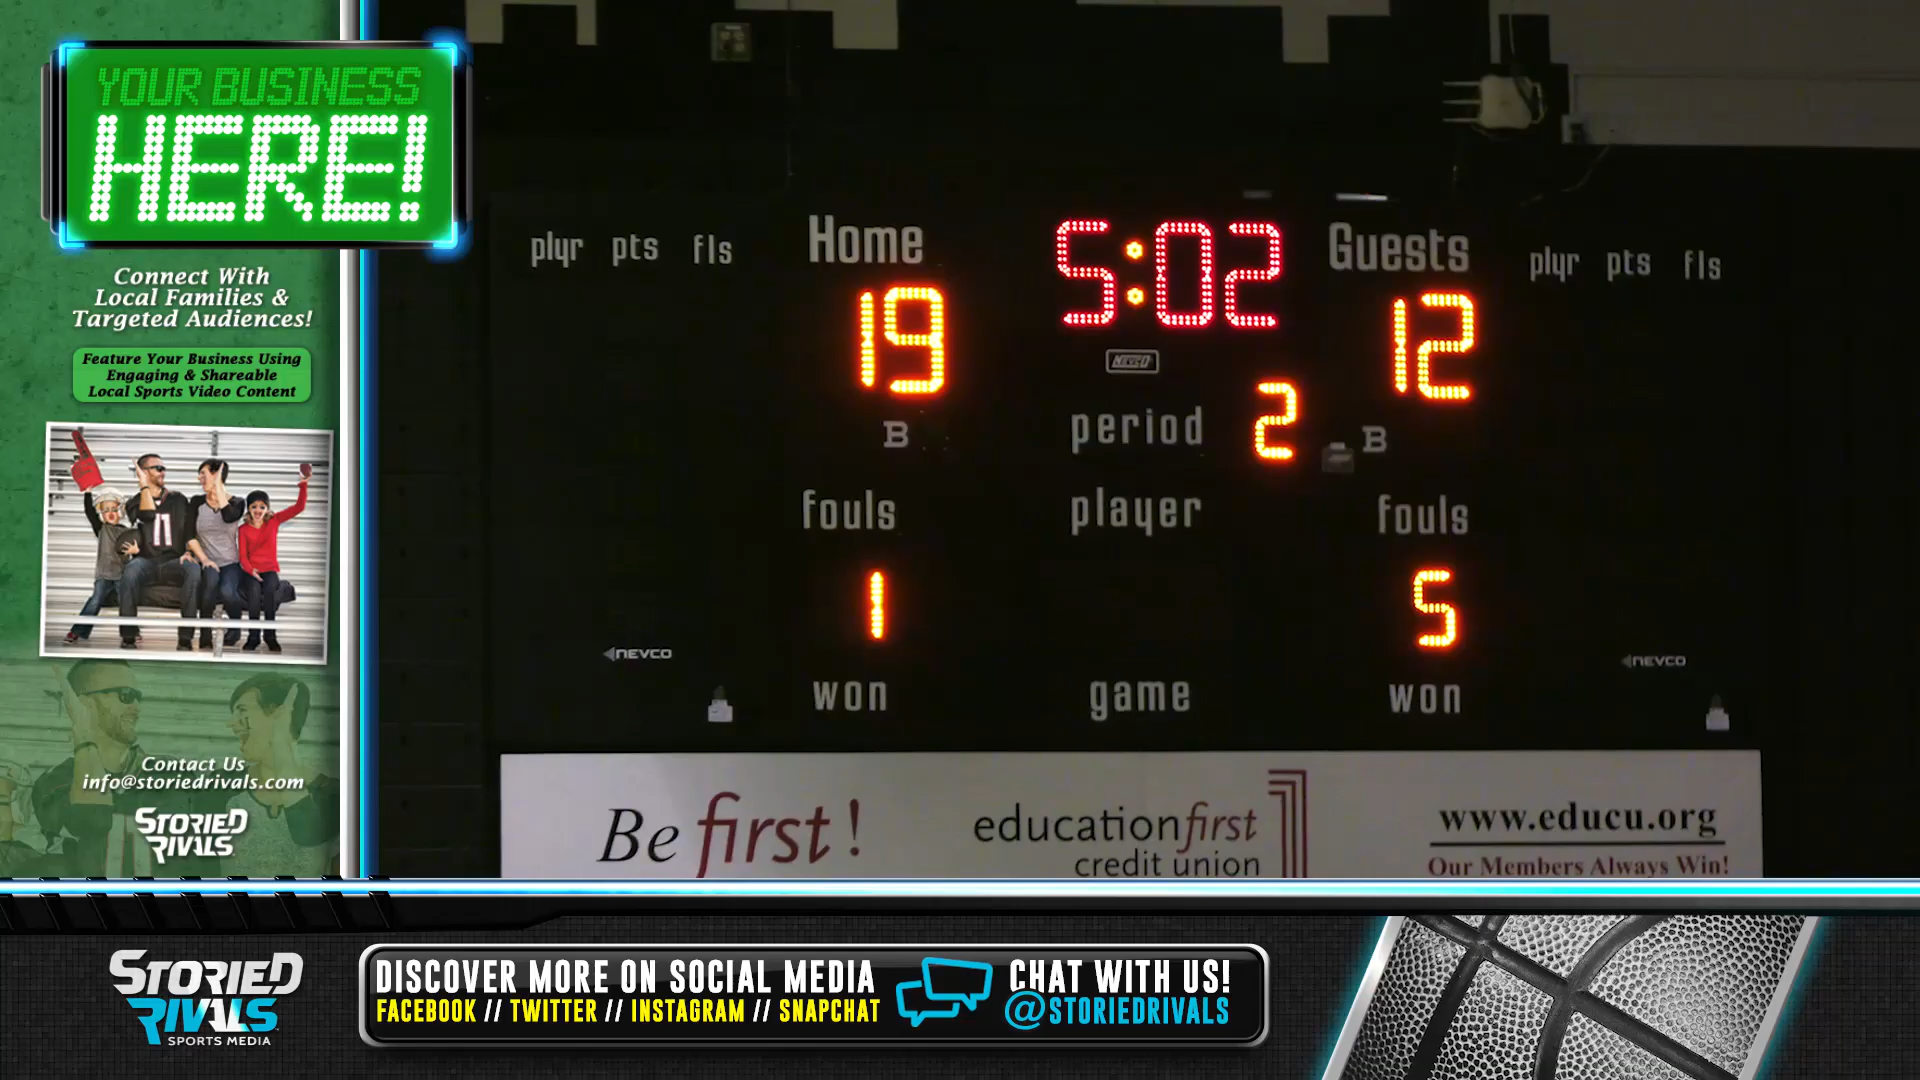 YOUR BUSINESS
HERE!
Connect With
Local Families &
Targeted Audiences!
Feature Your Business Using
Engaging & Shareable
Local Sports Video Content
Contact Us
info@storiedrivals.com
STORIED
RIVALS
plyr pts fls
Home
5:02
Guests
plyr pts fls
19
12
NEVCO
B
period 2
B
fouls
player
fouls
1
5
NEVCO
NEVCO
won
game
won
Be first!
educationfirst
credit union
www.educu.org
Our Members Always Win!
STORIED
RIVALS
SPORTS MEDIA
DISCOVER MORE ON SOCIAL MEDIA
FACEBOOK // TWITTER // INSTAGRAM // SNAPCHAT
CHAT WITH US!
@STORIEDRIVALS